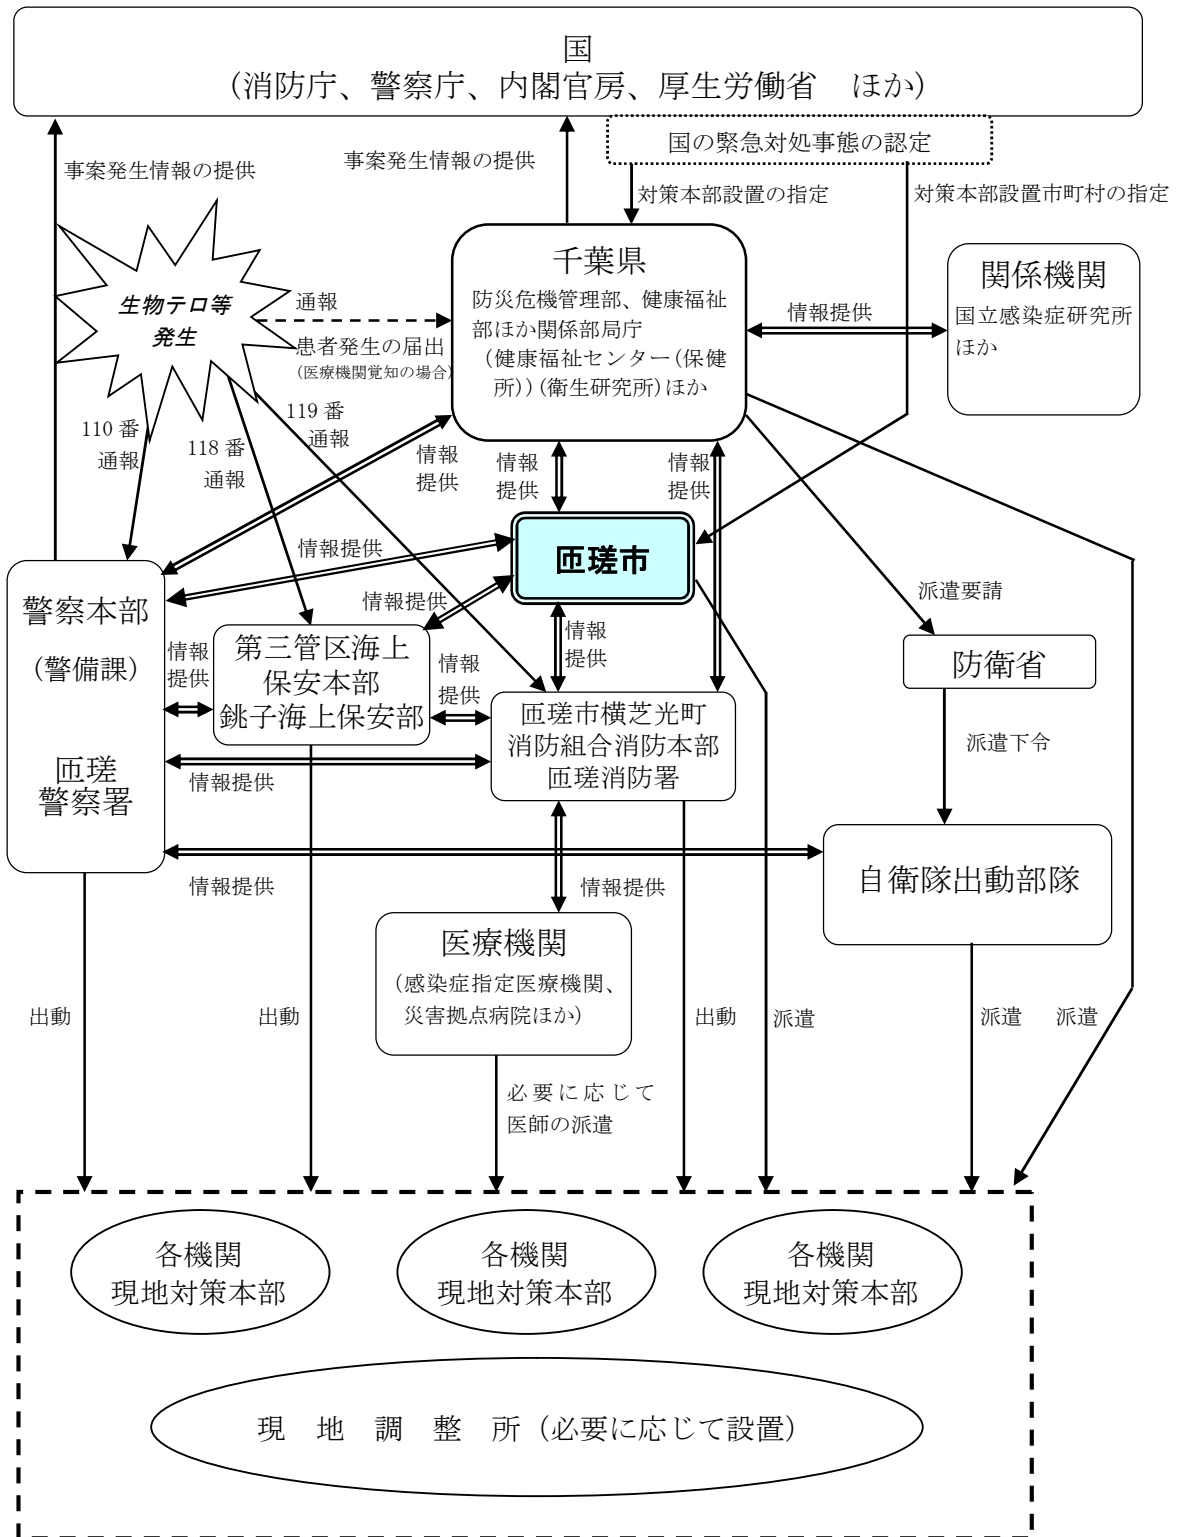 国
(消防庁、警察庁、内閣官房、厚生労働省　ほか)
国の緊急対処事態の認定
事案発生情報の提供
事案発生情報の提供
対策本部設置の指定
対策本部設置市町村の指定
千葉県
防災危機管理部、健康福祉
部ほか関係部局庁
(健康福祉センター(保健
所))(衛生研究所)ほか
関係機関
国立感染症研究所
ほか
情報提供
生物テロ等
発生
通報
患者発生の届出
(医療機関覚知の場合)
110 番
通報
118 番
通報
119 番
通報
情報
提供
情報
提供
情報
提供
匝瑳市
情報提供
情報提供
情報
提供
派遣要請
警察本部
(警備課)
匝瑳
警察署
情報
提供
第三管区海上
保安本部
銚子海上保安部
情報
提供
匝瑳市横芝光町
消防組合消防本部
匝瑳消防署
防衛省
派遣下令
情報提供
情報提供
情報提供
自衛隊出動部隊
医療機関
(感染症指定医療機関、
災害拠点病院ほか)
出動
出動
出動
派遣
派遣
派遣
必要に応じて
医師の派遣
各機関
現地対策本部
各機関
現地対策本部
各機関
現地対策本部
現　地　調　整　所(必要に応じて設置)